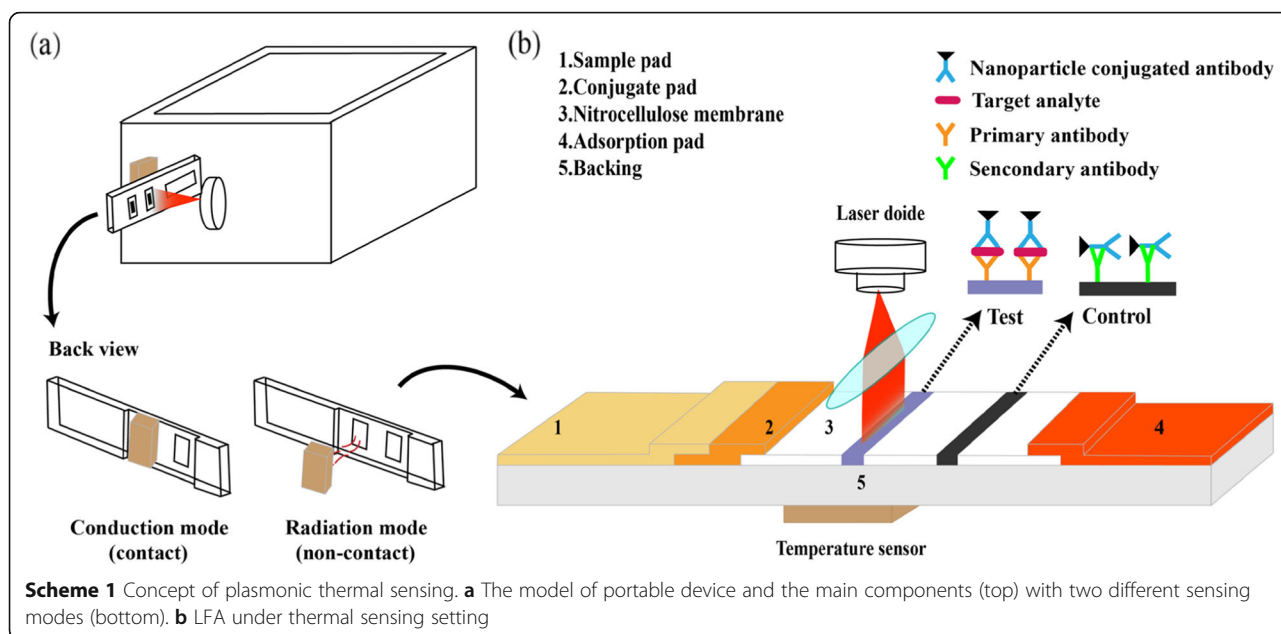 (a)
Back view
Conduction mode
(contact)
Radiation mode
(non-contact)
(b)
1.Sample pad
2.Conjugate pad
3.Nitrocellulose membrane
4.Adsorption pad
5.Backing
Nanoparticle conjugated antibody
Target analyte
Primary antibody
Sencondary antibody
Laser doide
Test
Control
1
2
3
4
5
Temperature sensor
Scheme 1 Concept of plasmonic thermal sensing. a The model of portable device and the main components (top) with two different sensing
modes (bottom). b LFA under thermal sensing setting